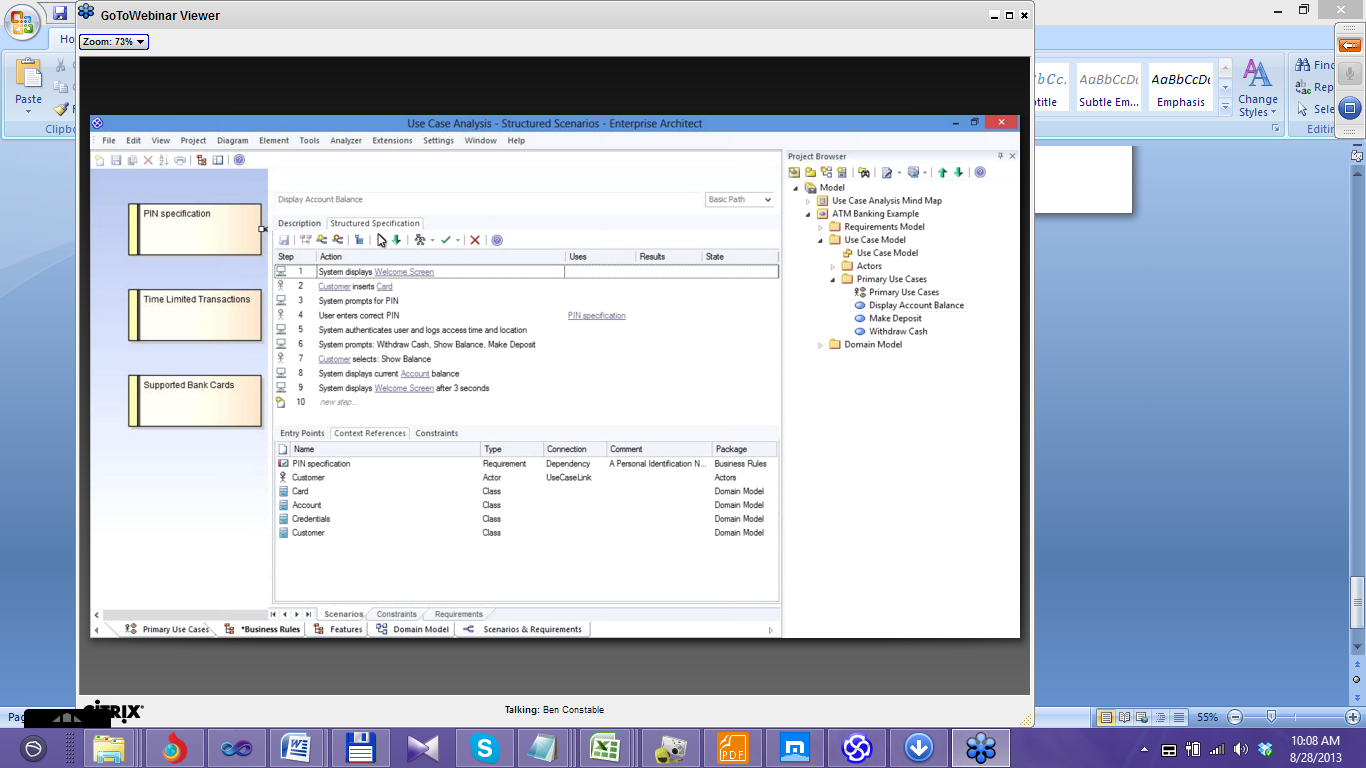 GoToWebinar Viewer
Zoom: 73%
Ho
Paste
Clipbo
AaBbCcDc
AaBbCcDc
Subtle Em...
Emphasis
Change
Styles
Find
Rep
Sele
Editin
Use Case Analysis - Structured Scenarios - Enterprise Architect
File Edit View Project Diagram Element Tools Analyzer Extensions Settings Window Help
PIN specification
Time Limited Transactions
Supported Bank Cards
Display Account Balance
Basic Path
Description Structured Specification
Step Action Uses Results State
1 System displays Welcome Screen
2 Customer inserts Card
3 System prompts for PIN
4 User enters correct PIN PIN specification
5 System authenticates user and logs access time and location
6 System prompts: Withdraw Cash, Show Balance, Make Deposit
7 Customer selects: Show Balance
8 System displays current Account balance
9 System displays Welcome Screen after 3 seconds
10 new step...
Entry Points Context References Constraints
Name Type Connection Comment Package
PIN specification Requirement Dependency A Personal Identification N... Business Rules
Customer Actor UseCaseLink Actors
Card Class Domain Model
Account Class Domain Model
Credentials Class Domain Model
Customer Class Domain Model
Scenarios Constraints Requirements
Primary Use Cases *Business Rules Features Domain Model Scenarios & Requirements
Project Browser
Model
Use Case Analysis Mind Map
ATM Banking Example
Requirements Model
Use Case Model
Use Case Model
Actors
Primary Use Cases
Primary Use Cases
Display Account Balance
Make Deposit
Withdraw Cash
Domain Model
CITRIX
Talking: Ben Constable
55%
PDF
10:08 AM
8/28/2013